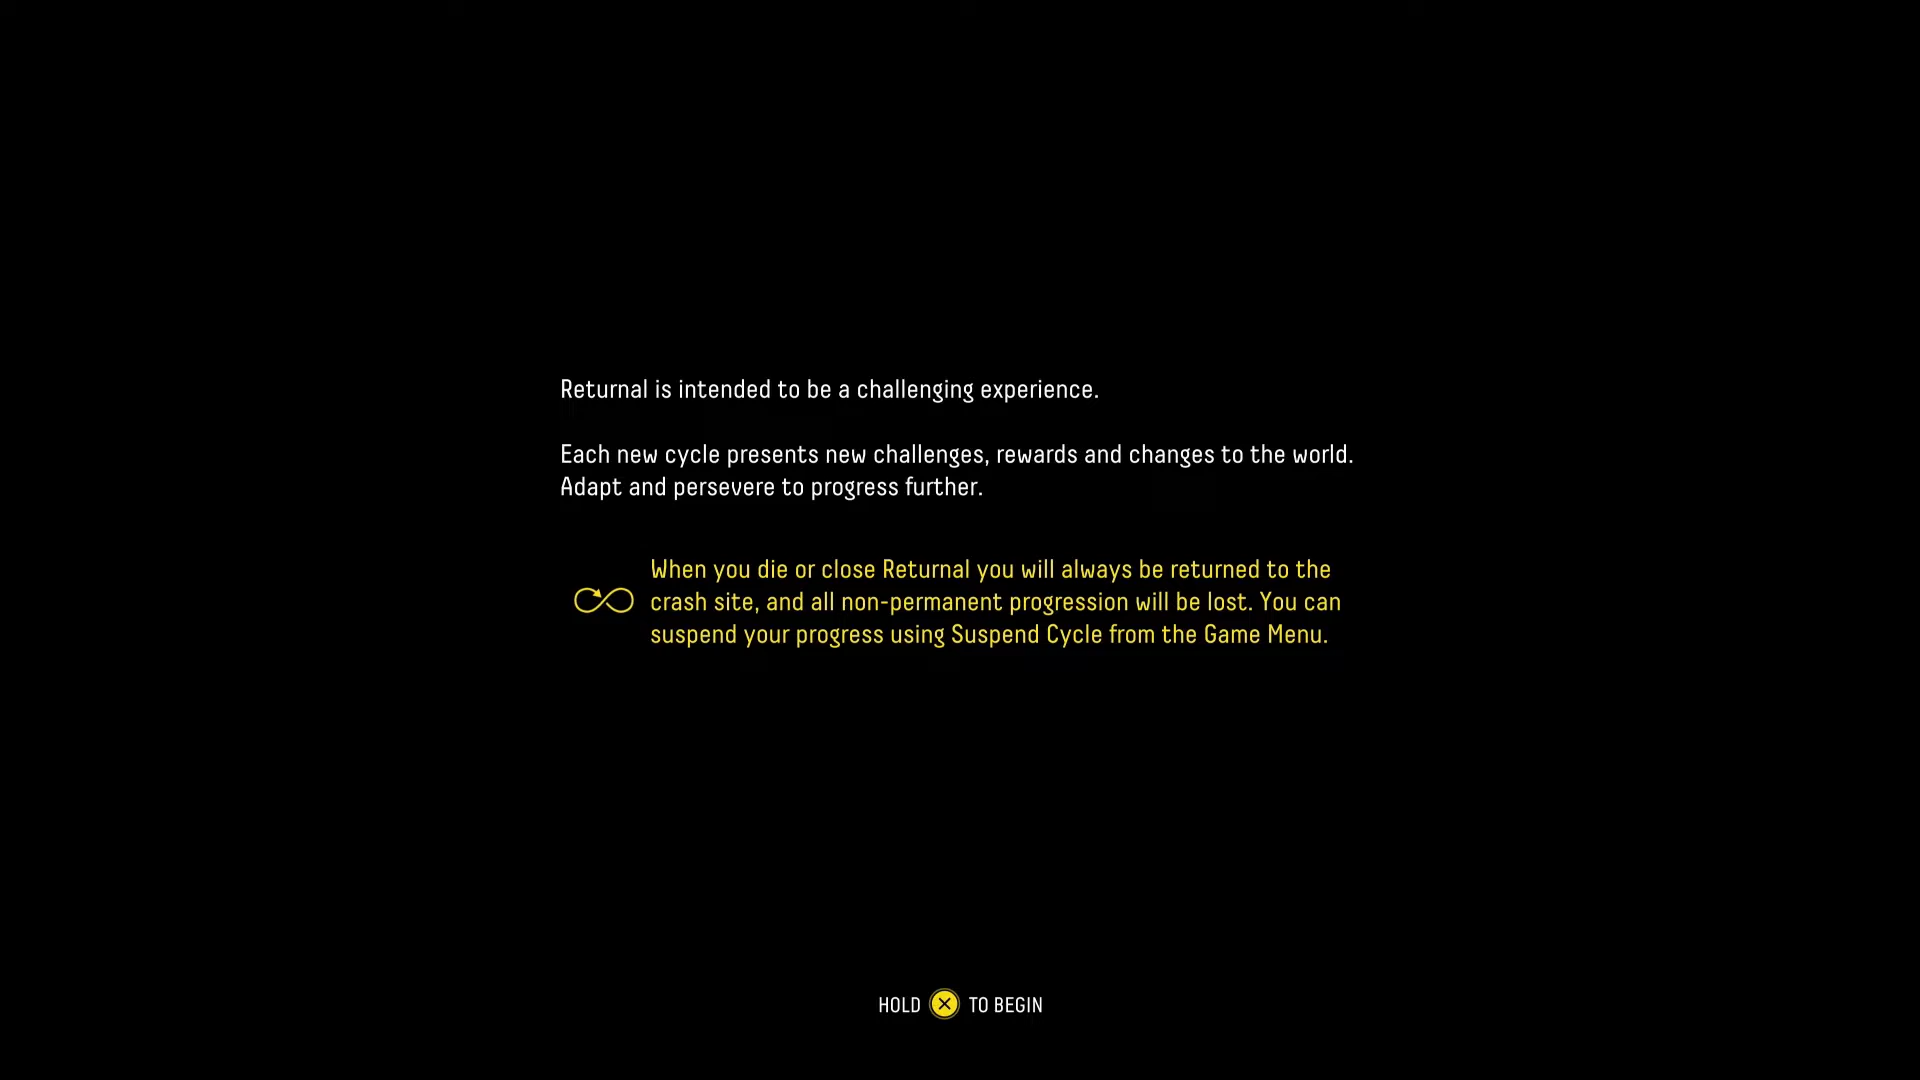 Returnal is intended to be a challenging experience.
Each new cycle presents new challenges, rewards and changes to the world.
Adapt and persevere to progress further.
When you die or close Returnal you will always be returned to the
crash site, and all non-permanent progression will be lost. You can
suspend your progress using Suspend Cycle from the Game Menu.
HOLD TO BEGIN